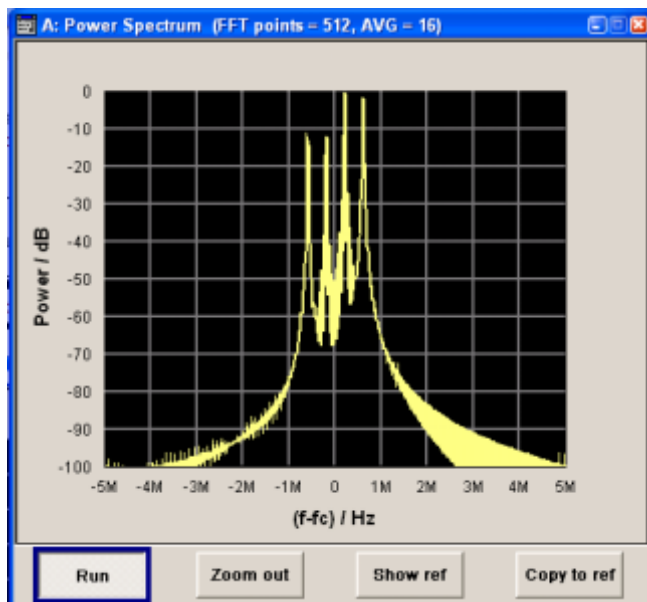 A: Power Spectrum (FFT points = 512, AVG = 16)
0
-10
-20
-30
-40
-50
-60
-70
-80
-90
-100
Power / dB
-5M -4M -3M -2M -1M 0 1M 2M 3M 4M 5M
(f-fc) / Hz
Run Zoom out Show ref Copy to ref